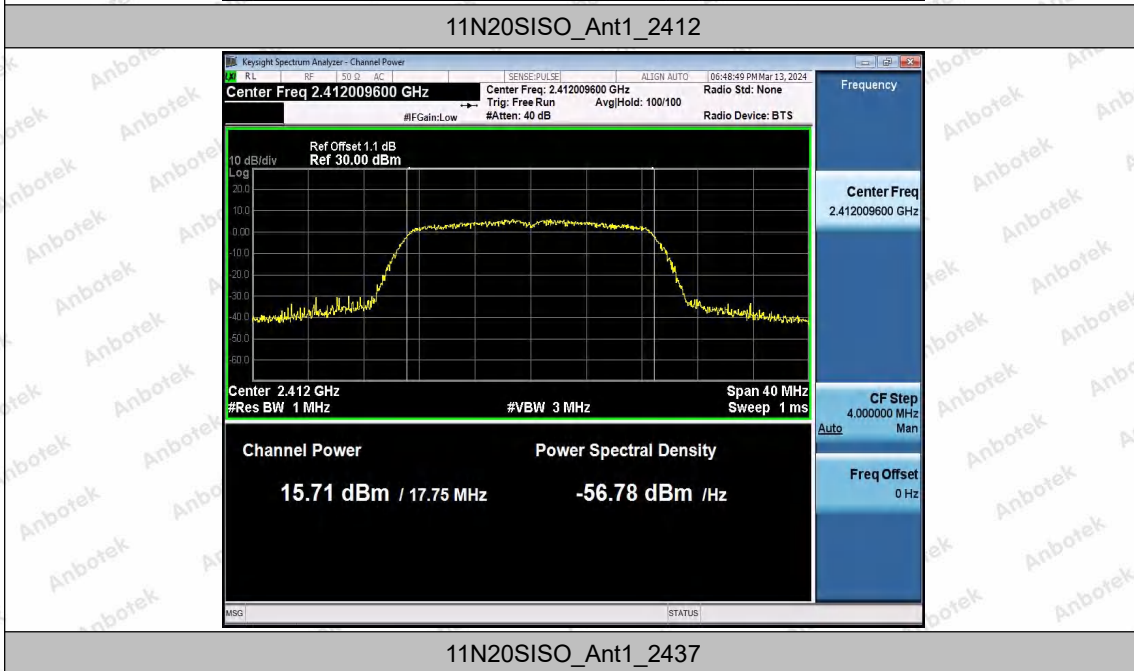 11N20SISO_Ant1_2412
Keysight Spectrum Analyzer - Channel Power
LXI RL RF 50 Ω AC SENSE:PULSE ALIGN AUTO 06:48:49 PM Mar 13, 2024
Center Freq 2.412009600 GHz
Center Freq: 2.412009600 GHz Radio Std: None
Trig: Free Run Avg|Hold: 100/100
#IFGain:Low #Atten: 40 dB Radio Device: BTS
Frequency
Ref Offset 1.1 dB
10 dB/div Ref 30.00 dBm
Log
20.0
10.0
0.00
-10.0
-20.0
-30.0
-40.0
-50.0
-60.0
Center Freq
2.412009600 GHz
Center 2.412 GHz Span 40 MHz
#Res BW 1 MHz #VBW 3 MHz Sweep 1 ms
CF Step
4.000000 MHz
Auto Man
Channel Power Power Spectral Density
15.71 dBm / 17.75 MHz -56.78 dBm /Hz
Freq Offset
0 Hz
MSG STATUS
11N20SISO_Ant1_2437
Anbotek